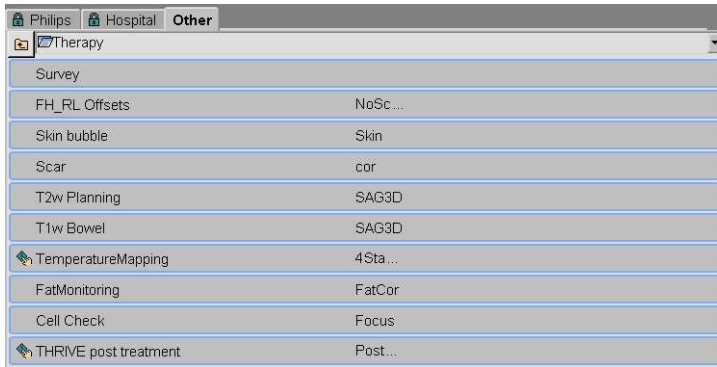 Philips Hospital Other
Therapy
Survey
FH_RL Offsets NoSc...
Skin bubble Skin
Scar cor
T2w Planning SAG3D
T1w Bowel SAG3D
TemperatureMapping 4Sta...
FatMonitoring FatCor
Cell Check Focus
THRIVE post treatment Post...